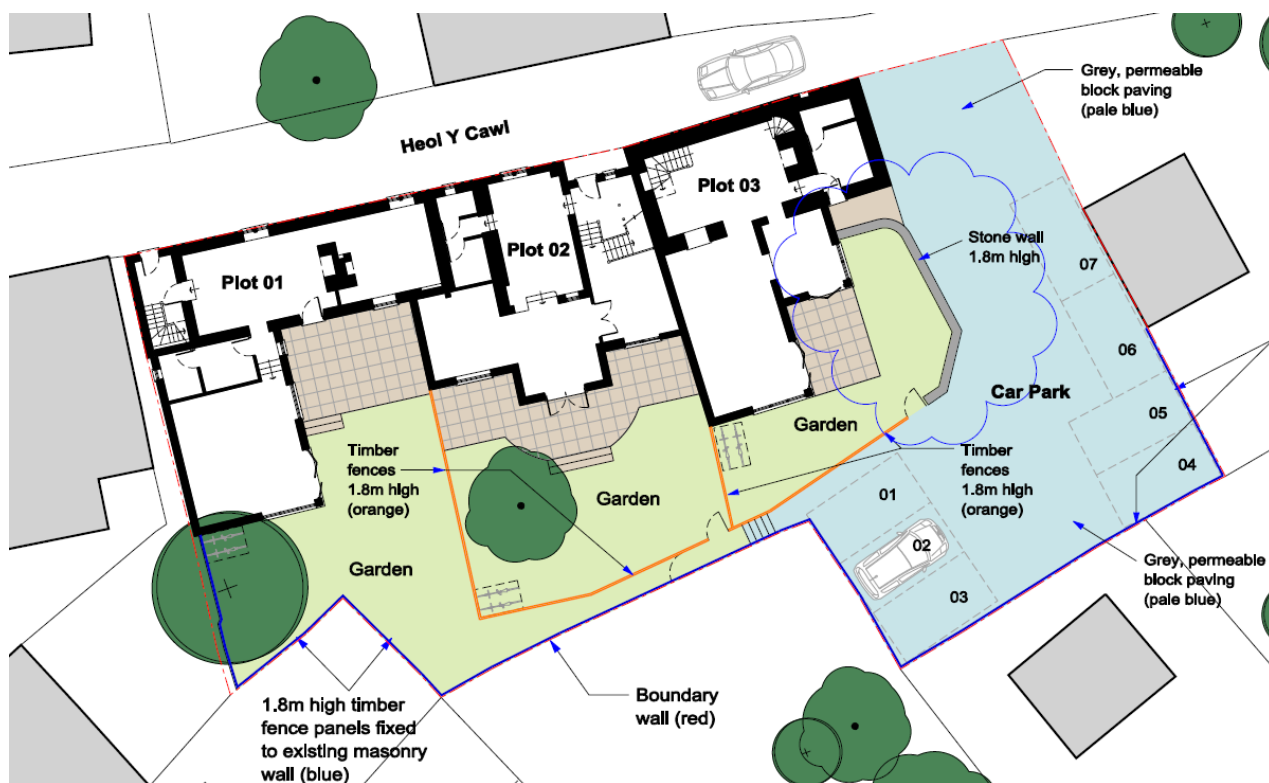 Heol Y Cawl
Grey, permeable
block paving
(pale blue)
Plot 03
Plot 02
Plot 01
Stone wall
1.8m high
07
06
Car Park
05
04
Garden
Timber
fences
1.8m high
(orange)
Timber
fences
1.8m high
(orange)
Garden
01
02
03
Garden
Grey, permeable
block paving
(pale blue)
Boundary
wall (red)
1.8m high timber
fence panels fixed
to existing masonry
wall (blue)